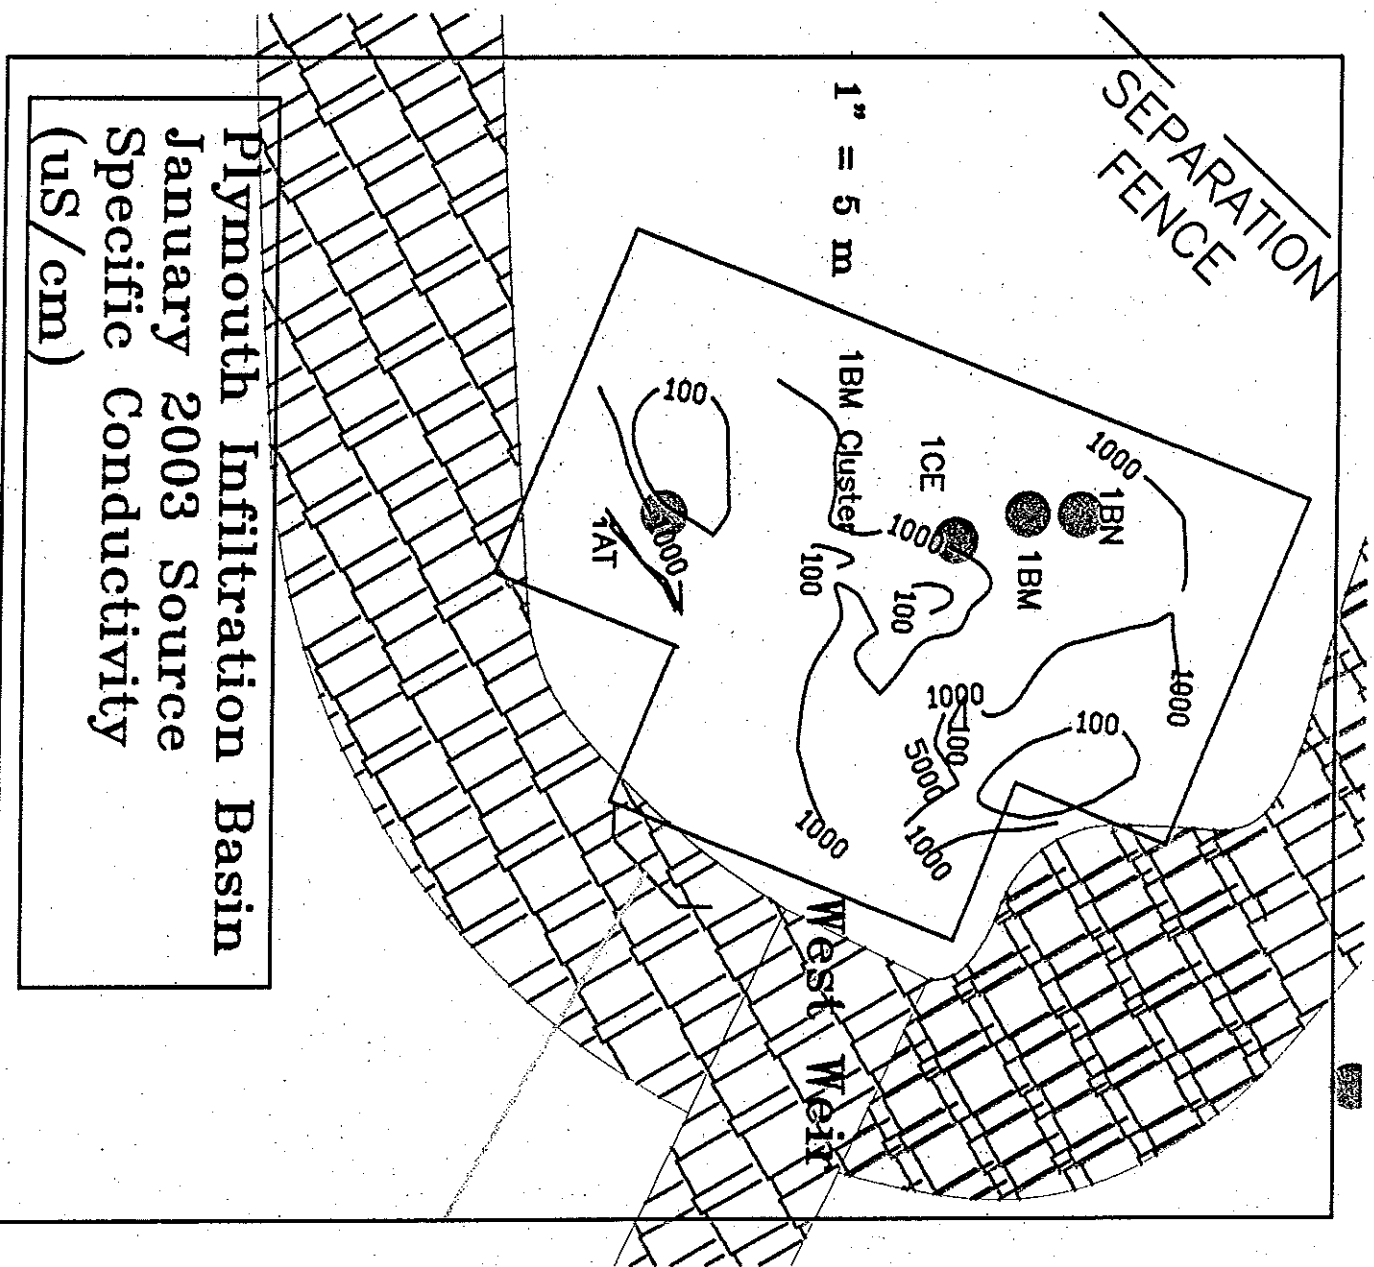 SEPARATION
FENCE
1" = 5 m
1000
1BN
1BM
1CE
1BM Cluster
1000
100
100
100
1000
1AT
1000
1000
100
100
5000
1000
1000
West Weir
Plymouth Infiltration Basin
January 2003 Source
Specific Conductivity
(uS/cm)